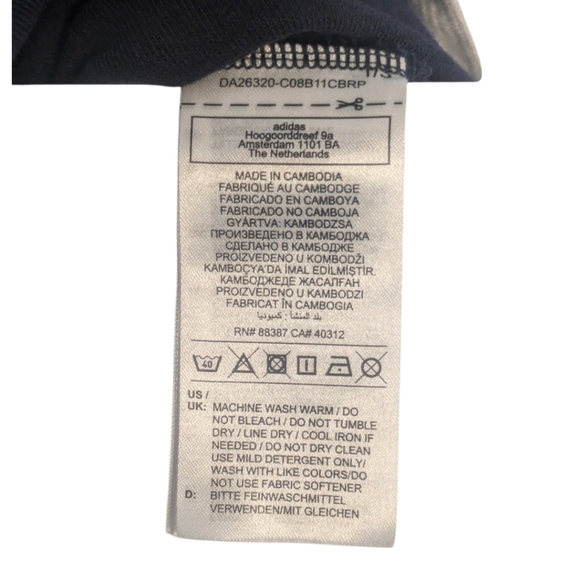 1/3
DA26320-C08B11CBRP
adidas
Hoogoorddreef 9a
Amsterdam 1101 BA
The Netherlands
MADE IN CAMBODIA
FABRIQUÉ AU CAMBODGE
FABRICADO EN CAMBOYA
FABRICADO NO CAMBOJA
GYÁRTVA: KAMBODZSA
ПРОИЗВЕДЕНО В КАМБОДЖА
СДЕЛАНО В КАМБОДЖЕ
PROIZVEDENO U KOMBODŽI
KAMBOÇYA'DA İMAL EDİLMİŞTİR.
КАМБОДЖЕДЕ ЖАСАЛҒАН
PROIZVEDENO U KAMBODZI
FABRICAT ÎN CAMBOGIA
بلد المنشأ : كمبوديا
RN# 88387 CA# 40312
40
US /
UK: MACHINE WASH WARM / DO
NOT BLEACH / DO NOT TUMBLE
DRY / LINE DRY / COOL IRON IF
NEEDED / DO NOT DRY CLEAN
USE MILD DETERGENT ONLY/
WASH WITH LIKE COLORS/DO
NOT USE FABRIC SOFTENER
D: BITTE FEINWASCHMITTEL
VERWENDEN/MIT GLEICHEN